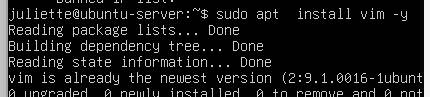 juliette@ubuntu-server:~$ sudo apt  install vim -y
Reading package lists... Done
Building dependency tree... Done
Reading state information... Done
vim is already the newest version (2:9.1.0016-1ubunt
0 upgraded, 0 newly installed, 0 to remove and 0 not